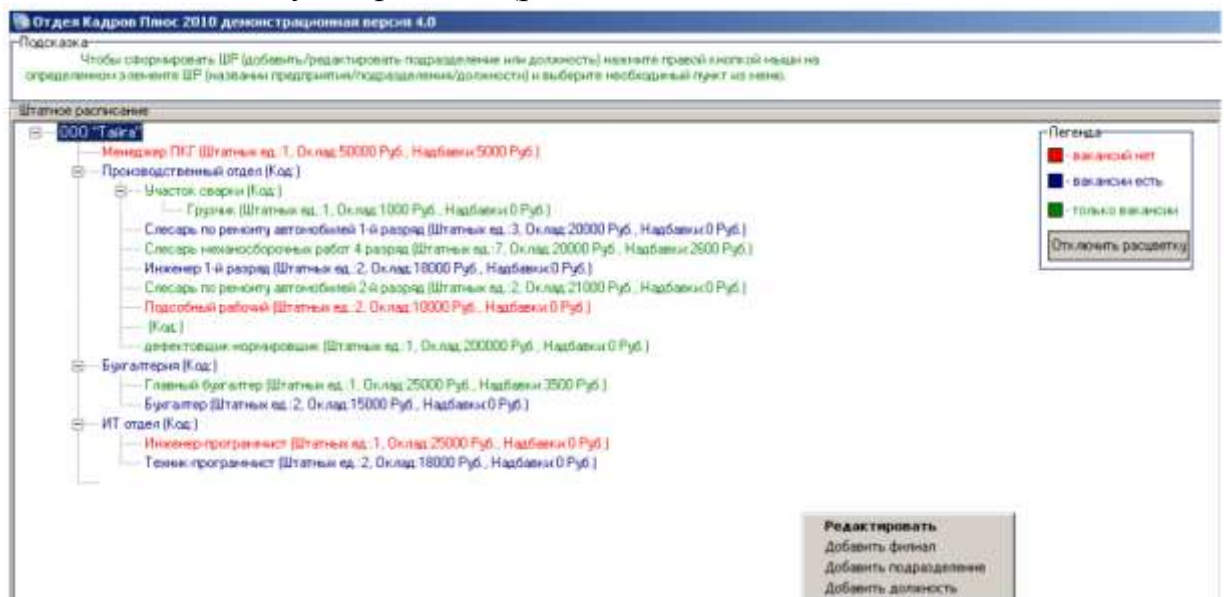 Отдел Кадров Плюс 2010 демонстрационная версия 4.0
Подсказка
Чтобы сформировать ШР (добавить/редактировать подразделение или должность) нажмите правой кнопкой мыши на
определенном элементе ШР (названии предприятия/подразделения/должности) и выберите необходимый пункт из меню.
Штатное расписание
ООО "Тайга"
Менеджер ПКГ (Штатных ед.:1, Оклад:50000 Руб., Надбавки:5000 Руб.)
Производственный отдел (Код:)
Участок сварки (Код:)
Грузчик (Штатных ед.:1, Оклад:1000 Руб., Надбавки:0 Руб.)
Слесарь по ремонту автомобилей 1-й разряд (Штатных ед.:3, Оклад:20000 Руб., Надбавки:0 Руб.)
Слесарь механосборочных работ 4 разряд (Штатных ед.:7, Оклад:20000 Руб., Надбавки:2600 Руб.)
Инженер 1-й разряд (Штатных ед.:2, Оклад:18000 Руб., Надбавки:0 Руб.)
Слесарь по ремонту автомобилей 2-й разряд (Штатных ед.:2, Оклад:21000 Руб., Надбавки:0 Руб.)
Подсобный рабочий (Штатных ед.:2, Оклад:10000 Руб., Надбавки:0 Руб.)
(Код:)
дефектовщик нормировщик (Штатных ед.:1, Оклад:200000 Руб., Надбавки:0 Руб.)
Бухгалтерия (Код:)
Главный бухгалтер (Штатных ед.:1, Оклад:25000 Руб., Надбавки:3500 Руб.)
Бухгалтер (Штатных ед.:2, Оклад:15000 Руб., Надбавки:0 Руб.)
ИТ отдел (Код:)
Инженер-программист (Штатных ед.:1, Оклад:25000 Руб., Надбавки:0 Руб.)
Техник-программист (Штатных ед.:2, Оклад:18000 Руб., Надбавки:0 Руб.)
Легенда
- вакансий нет
- вакансии есть
- только вакансии
Отключить расцветку
Редактировать
Добавить филиал
Добавить подразделение
Добавить должность